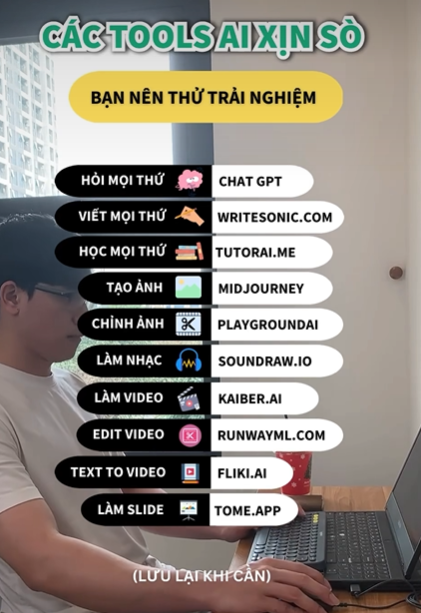 CÁC TOOLS AI XỊN SÒ
BẠN NÊN THỬ TRẢI NGHIỆM
HỎI MỌI THỨ CHAT GPT
VIẾT MỌI THỨ WRITESONIC.COM
HỌC MỌI THỨ TUTORAI.ME
TẠO ẢNH MIDJOURNEY
CHỈNH ẢNH PLAYGROUNDAI
LÀM NHẠC SOUNDRAW.IO
LÀM VIDEO KAIBER.AI
EDIT VIDEO RUNWAYML.COM
TEXT TO VIDEO FLIKI.AI
LÀM SLIDE TOME.APP
(LƯU LẠI KHI CẦN)